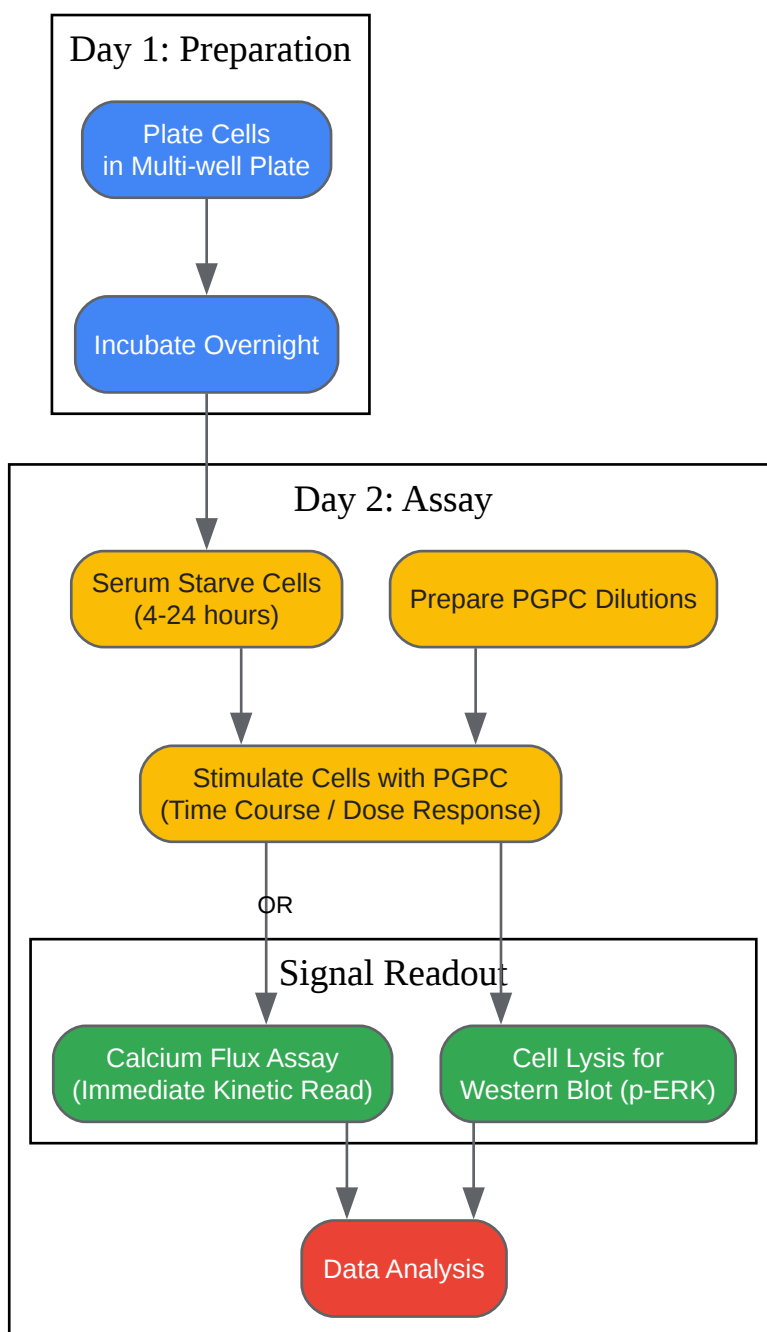 Day 1: Preparation
Plate Cells
in Multi-well Plate
Incubate Overnight
Day 2: Assay
Serum Starve Cells
(4-24 hours)
Prepare PGPC Dilutions
Stimulate Cells with PGPC
(Time Course / Dose Response)
OR
Signal Readout
Calcium Flux Assay
(Immediate Kinetic Read)
Cell Lysis for
Western Blot (p-ERK)
Data Analysis